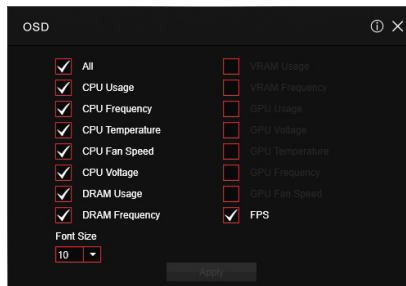 OSD
All
CPU Usage
CPU Frequency
CPU Temperature
CPU Fan Speed
CPU Voltage
DRAM Usage
DRAM Frequency
VRAM Usage
VRAM Frequency
GPU Usage
GPU Voltage
GPU Temperature
GPU Frequency
GPU Fan Speed
FPS
Font Size
10
Apply